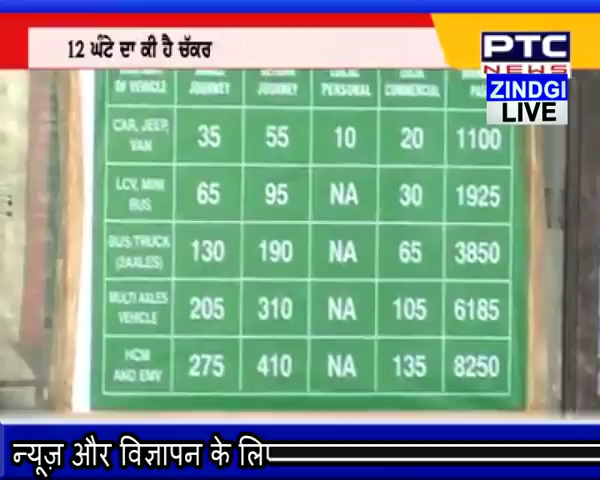 12 ਘੰਟੇ ਦਾ ਕੀ ਹੈ ਚੱਕਰ
PTC
NEWS
ZINDGI
LIVE
OF VEHICLE JOURNEY JOURNEY PERSONAL COMMERCIAL
CAR, JEEP, VAN 35 55 10 20 1100
LCV, MINI BUS 65 95 NA 30 1925
BUS/TRUCK (2AXLES) 130 190 NA 65 3850
MULTI AXLES VEHICLE 205 310 NA 105 6185
HCM AND EMV 275 410 NA 135 8250
न्यूज़ और विज्ञापन के लि